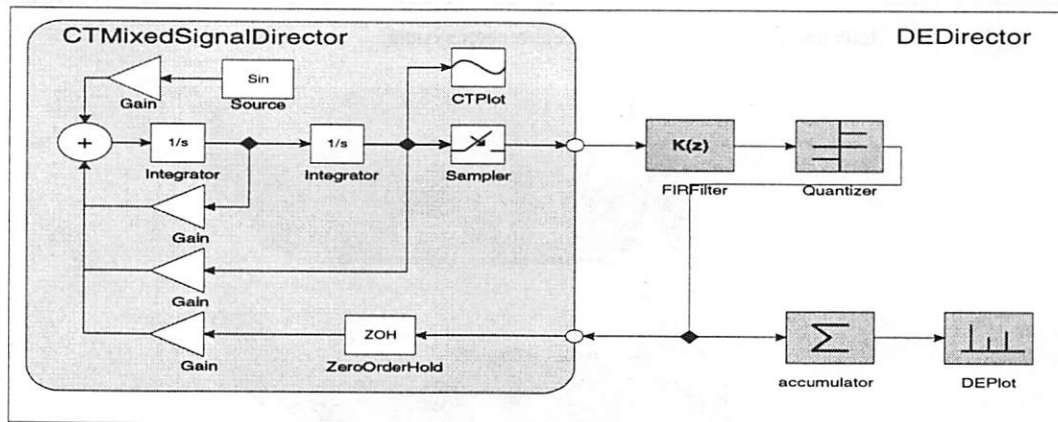 CTMixedSignalDirector
DEDirector
Sin
Gain
Source
CTPlot
+
1/s
1/s
K(z)
Integrator
Integrator
Sampler
FIRFilter
Quantizer
Gain
Gain
ZOH
Σ
Gain
ZeroOrderHold
accumulator
DEPlot